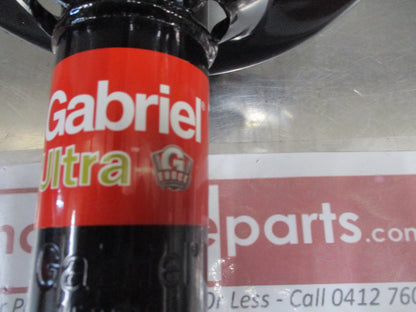 Gabriel®
Ultra
G
eparts.com
Or Less - Call 0412 760